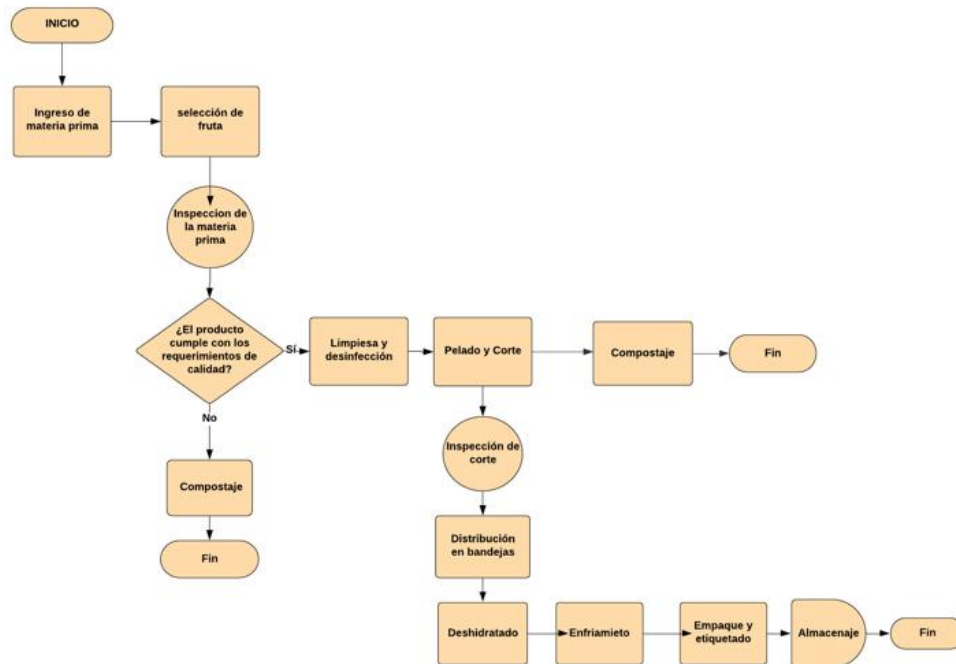 INICIO
Ingreso de
materia prima
selección de
fruta
Inspeccion de
la materia
prima
¿El producto
cumple con los
requerimientos de
calidad?
Sí
Limpiesa y
desinfección
Pelado y Corte
Compostaje
Fin
No
Inspección de
corte
Compostaje
Fin
Distribución
en bandejas
Deshidratado
Enfriamieto
Empaque y
etiquetado
Almacenaje
Fin